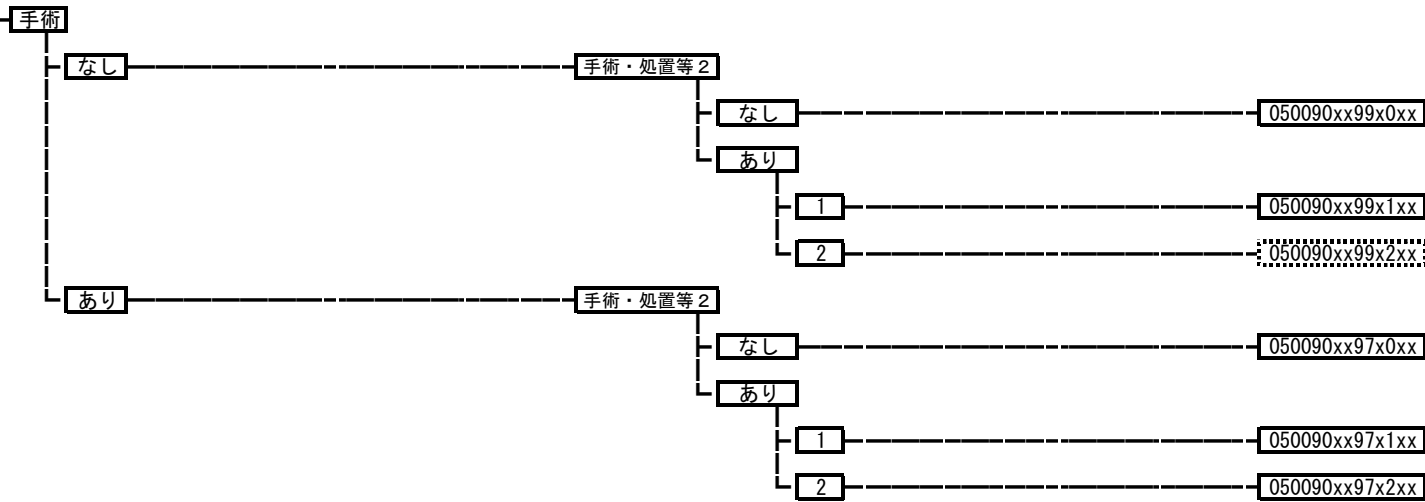 手術
なし 手術・処置等2
なし 050090xx99x0xx
あり
1 050090xx99x1xx
2 050090xx99x2xx
あり 手術・処置等2
なし 050090xx97x0xx
あり
1 050090xx97x1xx
2 050090xx97x2xx